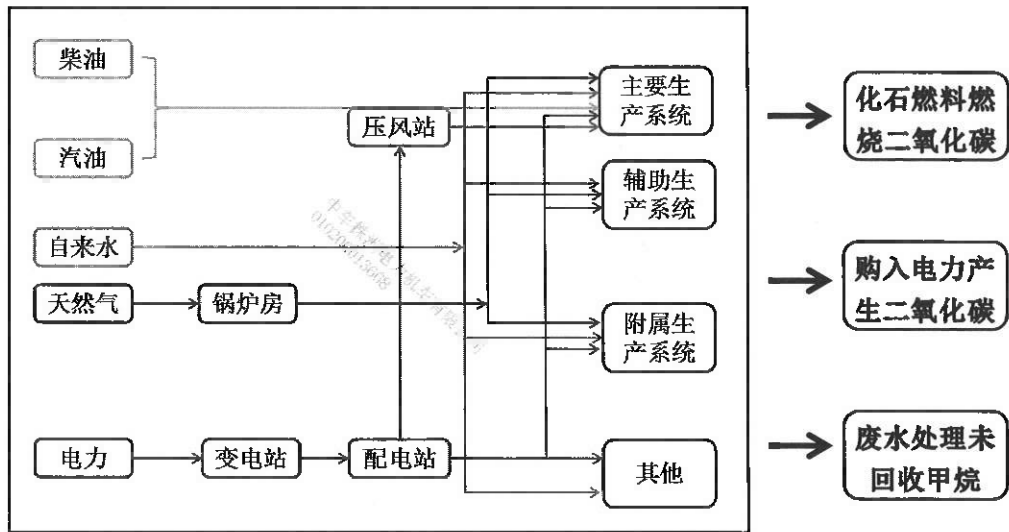 柴油
汽油
自来水
天然气
锅炉房
电力
变电站
配电站
压风站
主要生
产系统
辅助生
产系统
附属生
产系统
其他
化石燃料燃
烧二氧化碳
购入电力产
生二氧化碳
废水处理未
回收甲烷